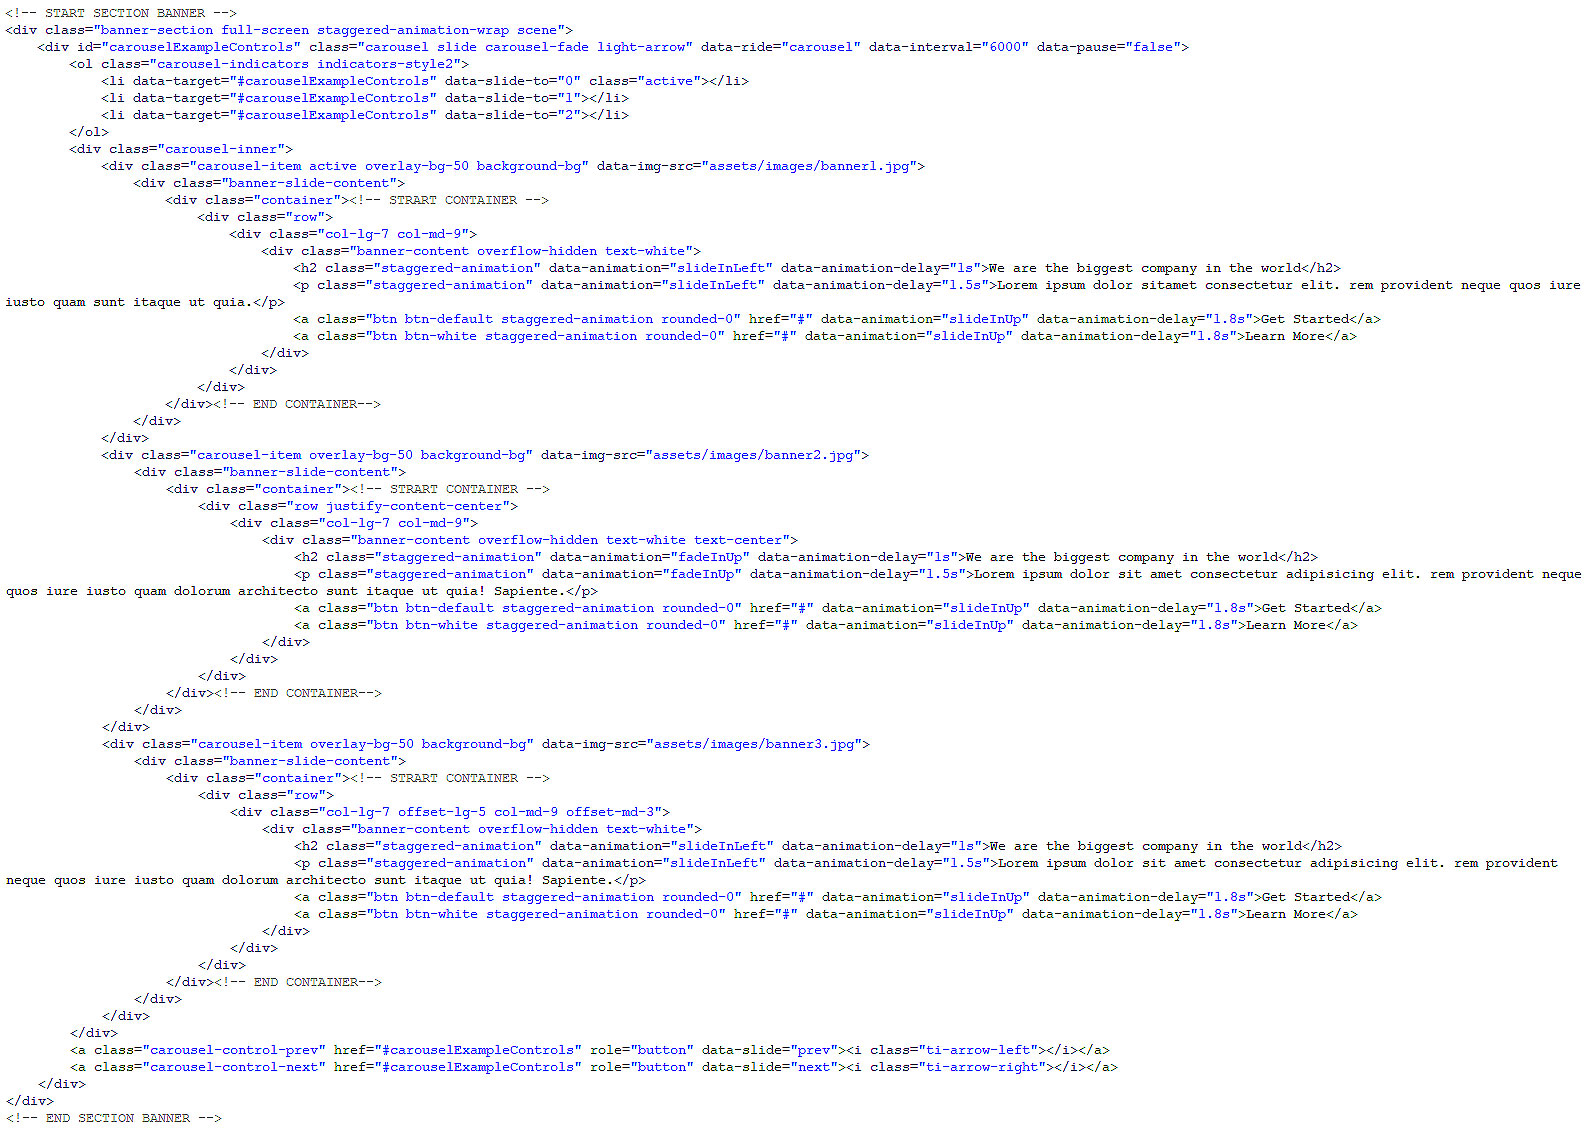 <!-- START SECTION BANNER -->
<div class="banner-section full-screen staggered-animation-wrap scene">
<div id="carouselExampleControls" class="carousel slide carousel-fade light-arrow" data-ride="carousel" data-interval="6000" data-pause="false">
<ol class="carousel-indicators indicators-style2">
<li data-target="#carouselExampleControls" data-slide-to="0" class="active"></li>
<li data-target="#carouselExampleControls" data-slide-to="1"></li>
<li data-target="#carouselExampleControls" data-slide-to="2"></li>
</ol>
<div class="carousel-inner">
<div class="carousel-item active overlay-bg-50 background-bg" data-img-src="assets/images/banner1.jpg">
<div class="banner-slide-content">
<div class="container"><!-- STRART CONTAINER -->
<div class="row">
<div class="col-lg-7 col-md-9">
<div class="banner-content overflow-hidden text-white">
<h2 class="staggered-animation" data-animation="slideInLeft" data-animation-delay="1s">We are the biggest company in the world</h2>
<p class="staggered-animation" data-animation="slideInLeft" data-animation-delay="1.5s">Lorem ipsum dolor sitamet consectetur elit. rem provident neque quos iure
iusto quam sunt itaque ut quia.</p>
<a class="btn btn-default staggered-animation rounded-0" href="#" data-animation="slideInUp" data-animation-delay="1.8s">Get Started</a>
<a class="btn btn-white staggered-animation rounded-0" href="#" data-animation="slideInUp" data-animation-delay="1.8s">Learn More</a>
</div>
</div>
</div>
</div><!-- END CONTAINER-->
</div>
</div>
<div class="carousel-item overlay-bg-50 background-bg" data-img-src="assets/images/banner2.jpg">
<div class="banner-slide-content">
<div class="container"><!-- STRART CONTAINER -->
<div class="row justify-content-center">
<div class="col-lg-7 col-md-9">
<div class="banner-content overflow-hidden text-white text-center">
<h2 class="staggered-animation" data-animation="fadeInUp" data-animation-delay="1s">We are the biggest company in the world</h2>
<p class="staggered-animation" data-animation="fadeInUp" data-animation-delay="1.5s">Lorem ipsum dolor sit amet consectetur adipisicing elit. rem provident neque
quos iure iusto quam dolorum architecto sunt itaque ut quia! Sapiente.</p>
<a class="btn btn-default staggered-animation rounded-0" href="#" data-animation="slideInUp" data-animation-delay="1.8s">Get Started</a>
<a class="btn btn-white staggered-animation rounded-0" href="#" data-animation="slideInUp" data-animation-delay="1.8s">Learn More</a>
</div>
</div>
</div>
</div><!-- END CONTAINER-->
</div>
</div>
<div class="carousel-item overlay-bg-50 background-bg" data-img-src="assets/images/banner3.jpg">
<div class="banner-slide-content">
<div class="container"><!-- STRART CONTAINER -->
<div class="row">
<div class="col-lg-7 offset-lg-5 col-md-9 offset-md-3">
<div class="banner-content overflow-hidden text-white">
<h2 class="staggered-animation" data-animation="slideInLeft" data-animation-delay="1s">We are the biggest company in the world</h2>
<p class="staggered-animation" data-animation="slideInLeft" data-animation-delay="1.5s">Lorem ipsum dolor sit amet consectetur adipisicing elit. rem provident
neque quos iure iusto quam dolorum architecto sunt itaque ut quia! Sapiente.</p>
<a class="btn btn-default staggered-animation rounded-0" href="#" data-animation="slideInUp" data-animation-delay="1.8s">Get Started</a>
<a class="btn btn-white staggered-animation rounded-0" href="#" data-animation="slideInUp" data-animation-delay="1.8s">Learn More</a>
</div>
</div>
</div>
</div><!-- END CONTAINER-->
</div>
</div>
</div>
<a class="carousel-control-prev" href="#carouselExampleControls" role="button" data-slide="prev"><i class="ti-arrow-left"></i></a>
<a class="carousel-control-next" href="#carouselExampleControls" role="button" data-slide="next"><i class="ti-arrow-right"></i></a>
</div>
</div>
<!-- END SECTION BANNER -->